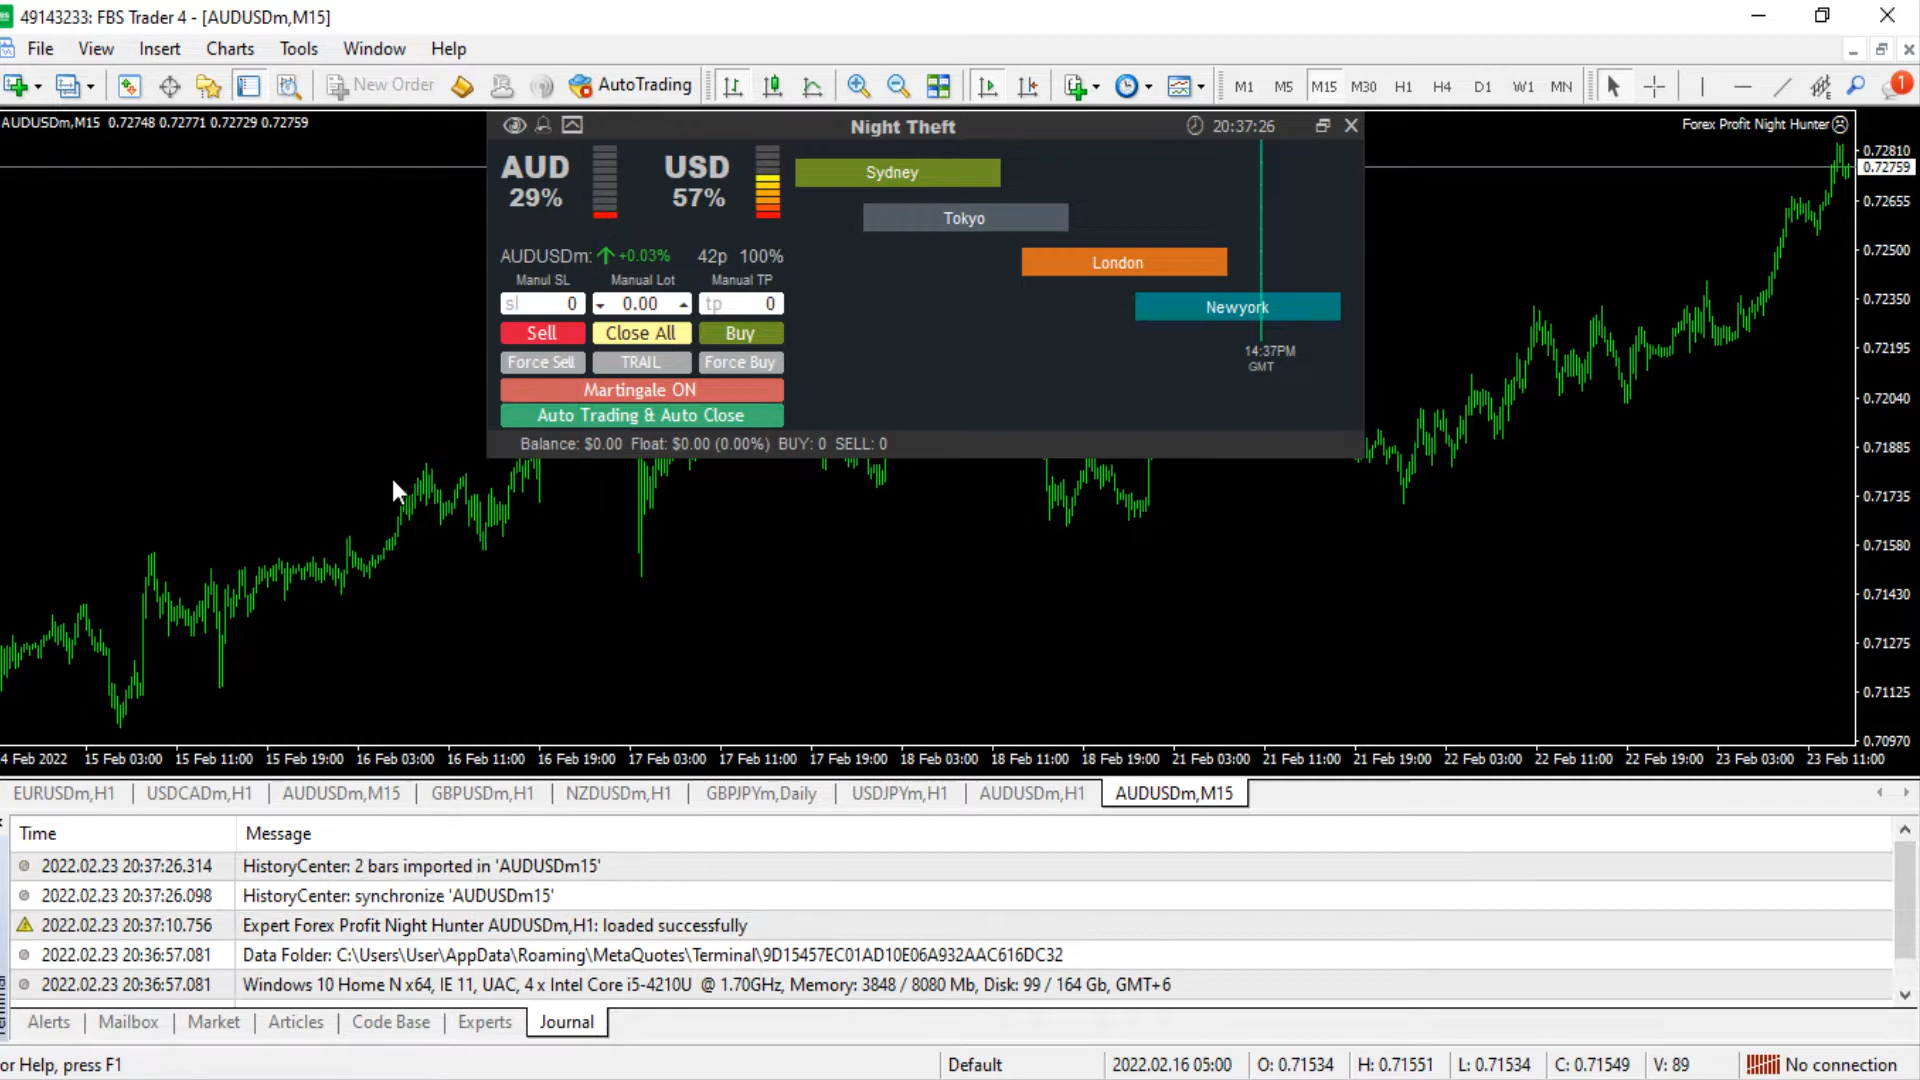 49143233: FBS Trader 4 - [AUDUSDm,M15]
File View Insert Charts Tools Window Help
New Order AutoTrading M1 M5 M15 M30 H1 H4 D1 W1 MN 1
AUDUSDm,M15 0.72748 0.72771 0.72729 0.72759
Night Theft 20:37:26
Forex Profit Night Hunter
AUD USD
29% 57%
Sydney
Tokyo
London
Newyork
14:37PM
GMT
AUDUSDm: +0.03% 42p 100%
Manul SL Manual Lot Manual TP
sl 0 0.00 tp 0
Sell Close All Buy
Force Sell TRAIL Force Buy
Martingale ON
Auto Trading & Auto Close
Balance: $0.00 Float: $0.00 (0.00%) BUY: 0 SELL: 0
0.72810
0.72759
0.72655
0.72500
0.72350
0.72195
0.72040
0.71885
0.71735
0.71580
0.71430
0.71275
0.71125
0.70970
4 Feb 2022 15 Feb 03:00 15 Feb 11:00 15 Feb 19:00 16 Feb 03:00 16 Feb 11:00 16 Feb 19:00 17 Feb 03:00 17 Feb 11:00 17 Feb 19:00 18 Feb 03:00 18 Feb 11:00 18 Feb 19:00 21 Feb 03:00 21 Feb 11:00 21 Feb 19:00 22 Feb 03:00 22 Feb 11:00 22 Feb 19:00 23 Feb 03:00 23 Feb 11:00
EURUSDm,H1 USDCADm,H1 AUDUSDm,M15 GBPUSDm,H1 NZDUSDm,H1 GBPJPYm,Daily USDJPYm,H1 AUDUSDm,H1 AUDUSDm,M15
Time Message
2022.02.23 20:37:26.314 HistoryCenter: 2 bars imported in 'AUDUSDm15'
2022.02.23 20:37:26.098 HistoryCenter: synchronize 'AUDUSDm15'
2022.02.23 20:37:10.756 Expert Forex Profit Night Hunter AUDUSDm,H1: loaded successfully
2022.02.23 20:36:57.081 Data Folder: C:\Users\User\AppData\Roaming\MetaQuotes\Terminal\9D15457EC01AD10E06A932AAC616DC32
2022.02.23 20:36:57.081 Windows 10 Home N x64, IE 11, UAC, 4 x Intel Core i5-4210U @ 1.70GHz, Memory: 3848 / 8080 Mb, Disk: 99 / 164 Gb, GMT+6
Alerts Mailbox Market Articles Code Base Experts Journal
or Help, press F1 Default 2022.02.16 05:00 O: 0.71534 H: 0.71551 L: 0.71534 C: 0.71549 V: 89 No connection